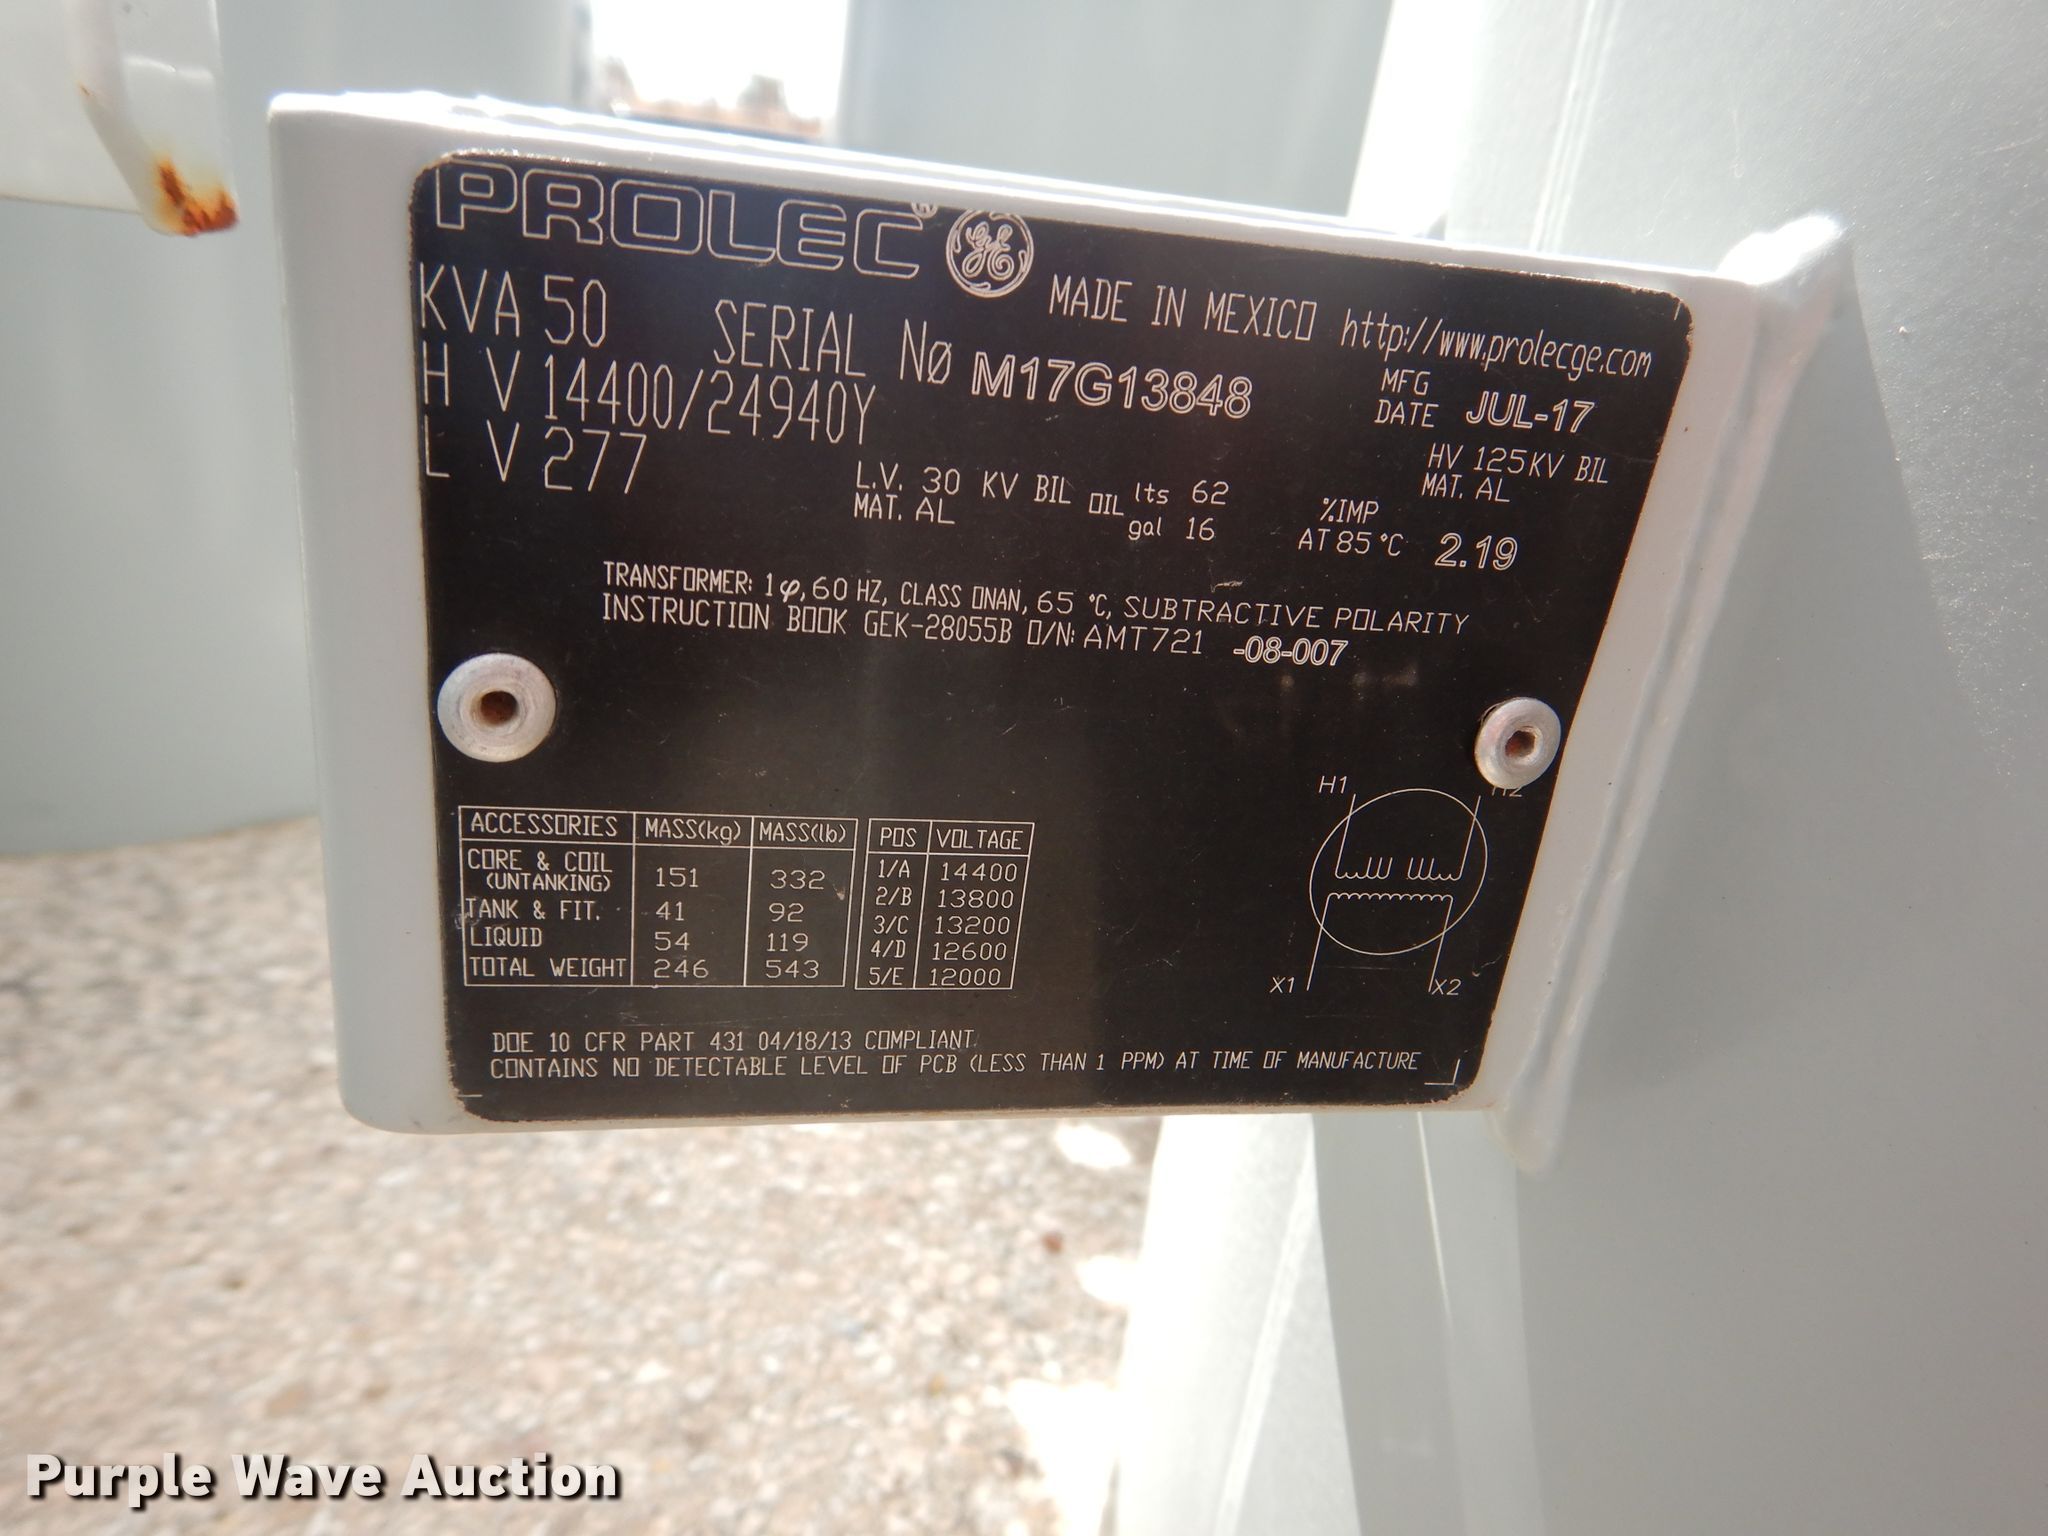 PROLEC® GE MADE IN MEXICO http://www.prolecge.com
KVA 50 SERIAL Nø M17G13848 MFG DATE JUL-17
H V 14400/24940Y HV 125KV BIL MAT. AL
L V 277 L.V. 30 KV BIL MAT. AL OIL lts 62 gal 16 %IMP AT 85 °C 2.19
TRANSFORMER: 1φ, 60 HZ, CLASS ONAN, 65 °C, SUBTRACTIVE POLARITY
INSTRUCTION BOOK GEK-28055B O/N: AMT721 -08-007
H1 H2
ACCESSORIES MASS(kg) MASS(lb)
CORE & COIL (UNTANKING) 151 332
TANK & FIT. 41 92
LIQUID 54 119
TOTAL WEIGHT 246 543
POS VOLTAGE
1/A 14400
2/B 13800
3/C 13200
4/D 12600
5/E 12000
X1 X2
DOE 10 CFR PART 431 04/18/13 COMPLIANT.
CONTAINS NO DETECTABLE LEVEL OF PCB (LESS THAN 1 PPM) AT TIME OF MANUFACTURE
Purple Wave Auction